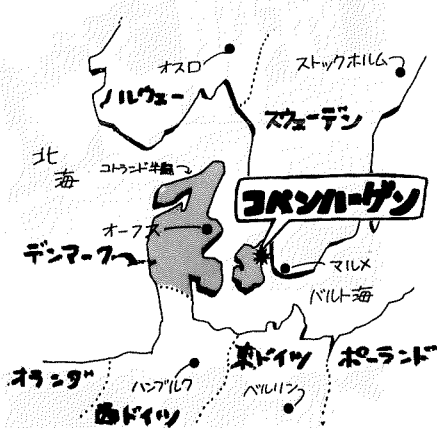 オスロ
ストックホルム
ノルウェー
スウェーデン
北海
コトランド半島
コペンハーゲン
オーフス
デンマーク
マルメ
バルト海
オランダ
ハンブルク
東ドイツ
ポーランド
西ドイツ
ベルリン